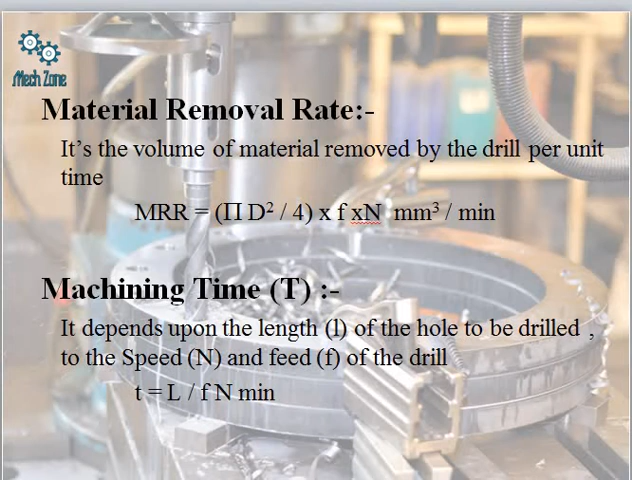 Mech Zone
Material Removal Rate:-
It's the volume of material removed by the drill per unit
time
MRR = (Π D² / 4) x f xN mm³ / min
Machining Time (T) :-
It depends upon the length (l) of the hole to be drilled ,
to the Speed (N) and feed (f) of the drill
t = L / f N min